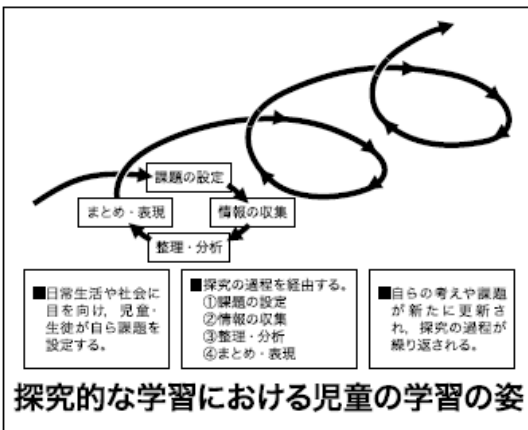 課題の設定
まとめ・表現
情報の収集
整理・分析
■日常生活や社会に
目を向け，児童・
生徒が自ら課題を
設定する。
■探究の過程を経由する。
①課題の設定
②情報の収集
③整理・分析
④まとめ・表現
■自らの考えや課題
が新たに更新さ
れ，探究の過程が
繰り返される。
探究的な学習における児童の学習の姿